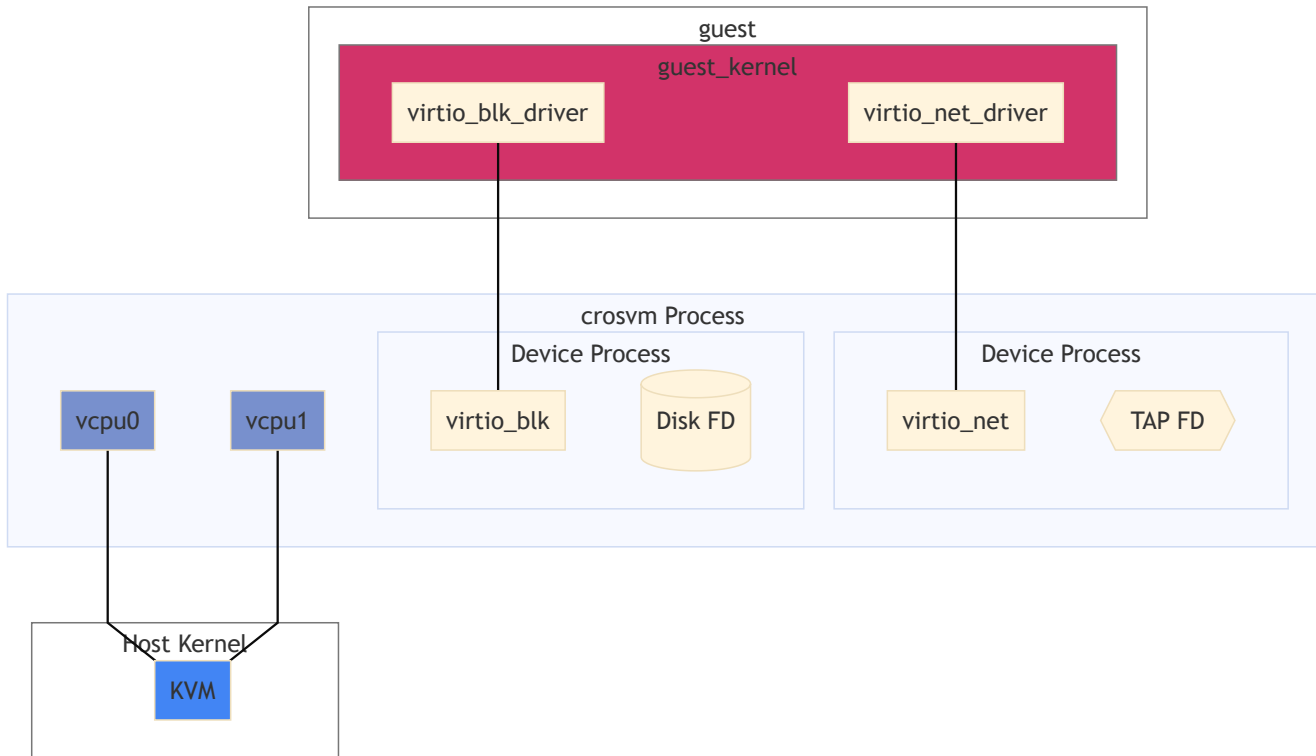 guest
guest_kernel
virtio_blk_driver
virtio_net_driver
crosvm Process
Device Process
Device Process
vcpu0
vcpu1
virtio_blk
Disk FD
virtio_net
TAP FD
Host Kernel
KVM